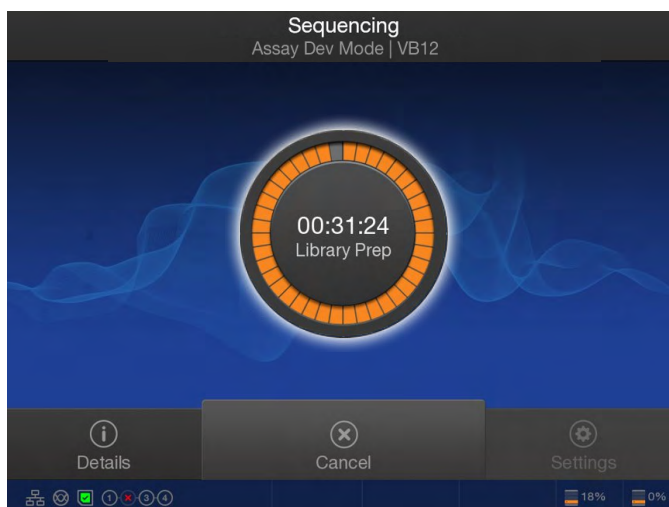 Sequencing
Assay Dev Mode | VB12
00:31:24
Library Prep
i
Details
Cancel
Settings
1 3 4
18%
0%